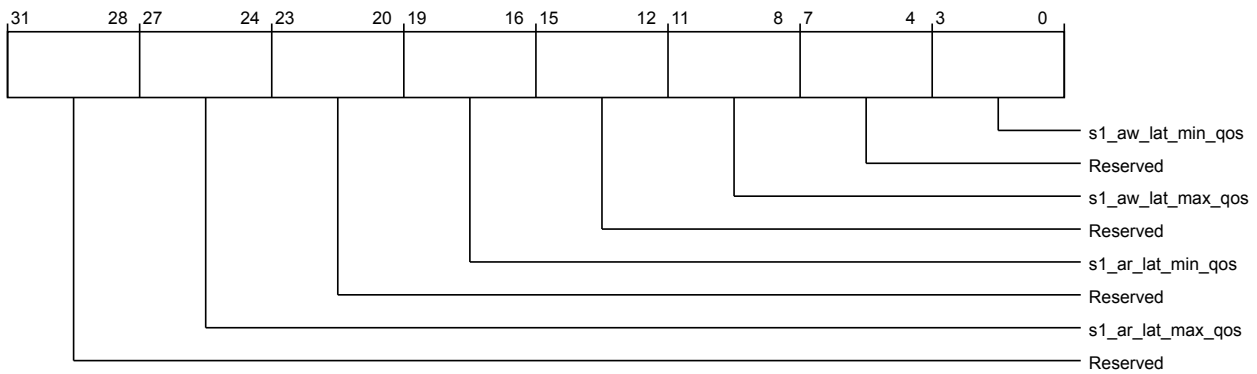 31 28 27 24 23 20 19 16 15 12 11 8 7 4 3 0
s1_aw_lat_min_qos
Reserved
s1_aw_lat_max_qos
Reserved
s1_ar_lat_min_qos
Reserved
s1_ar_lat_max_qos
Reserved